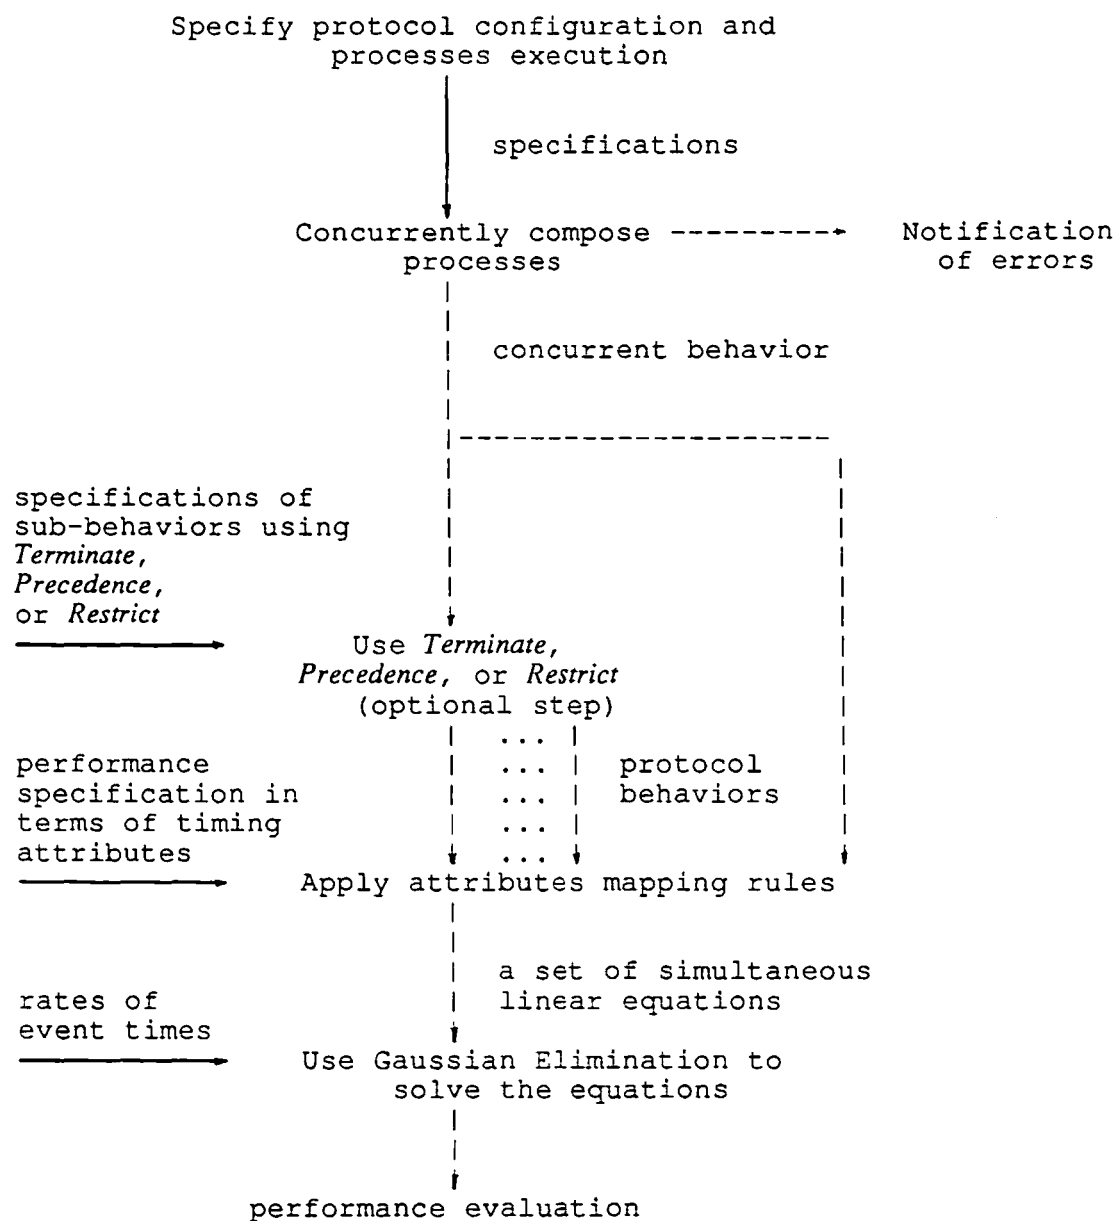 Specify protocol configuration and
processes execution
specifications
Concurrently compose
processes
Notification
of errors
concurrent behavior
specifications of
sub-behaviors using
Terminate,
Precedence,
or Restrict
Use Terminate,
Precedence, or Restrict
(optional step)
...
...
...
...
...
protocol
behaviors
performance
specification in
terms of timing
attributes
Apply attributes mapping rules
a set of simultaneous
linear equations
rates of
event times
Use Gaussian Elimination to
solve the equations
performance evaluation